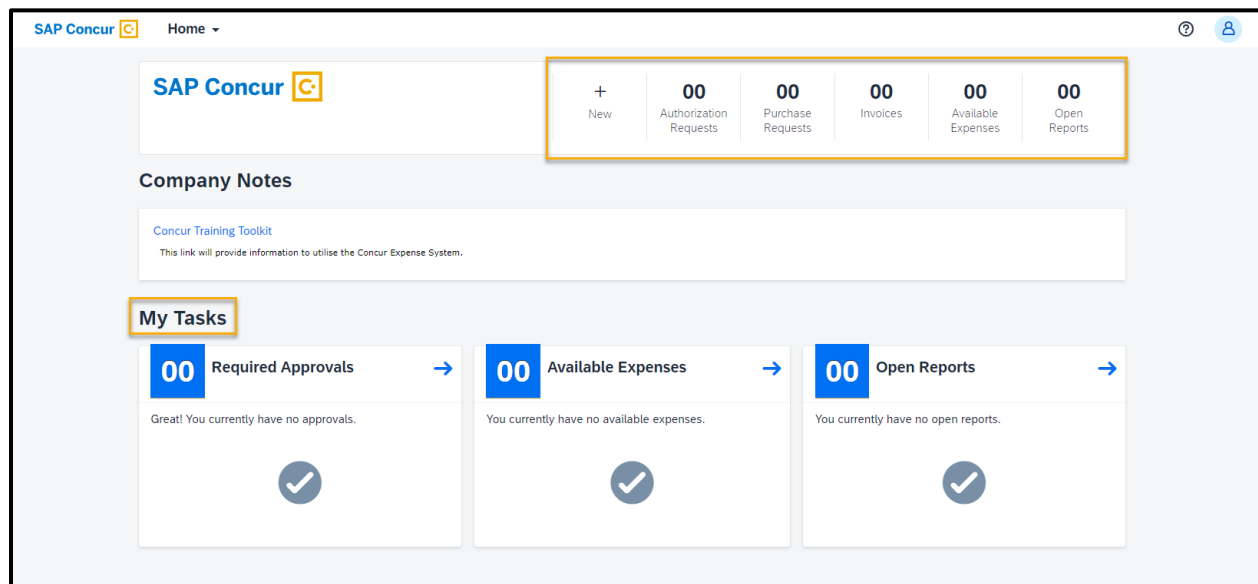 SAP Concur C Home
SAP Concur C
+ 00 00 00 00 00
New Authorization Purchase Invoices Available Open
Requests Requests Expenses Reports
Company Notes
Concur Training Toolkit
This link will provide information to utilise the Concur Expense System.
My Tasks
00 Required Approvals
Great! You currently have no approvals.
00 Available Expenses
You currently have no available expenses.
00 Open Reports
You currently have no open reports.